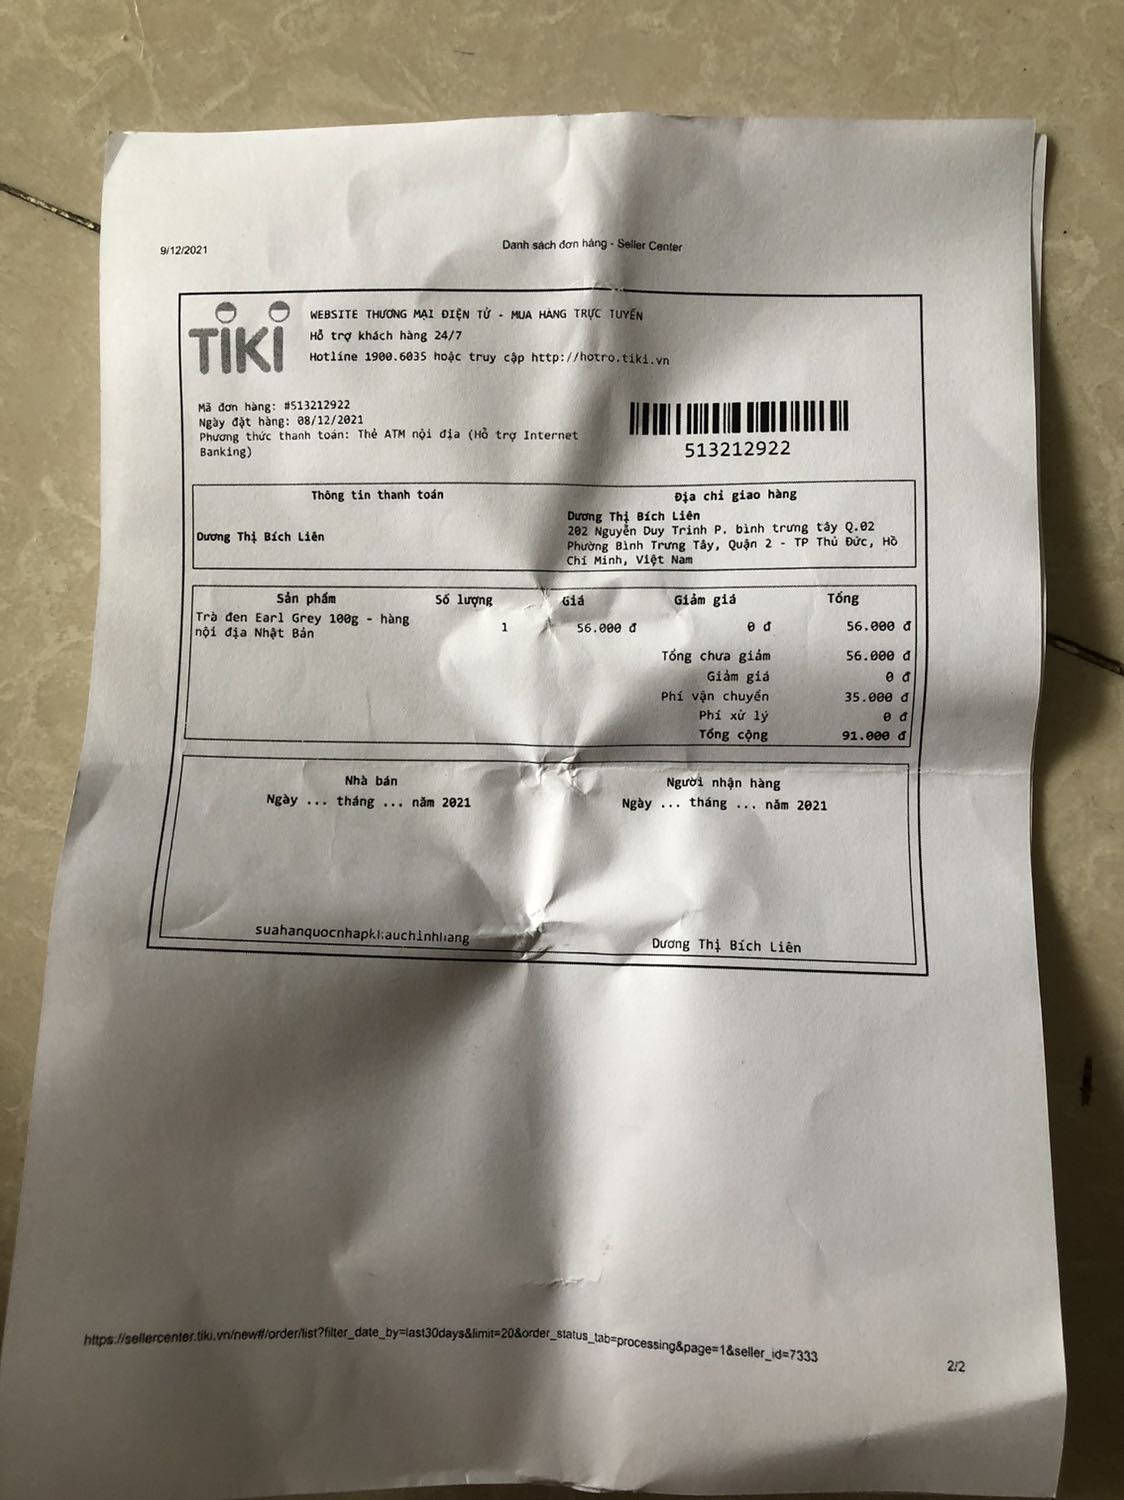 9/12/2021
Danh sách đơn hàng - Seller Center
TiKi
WEBSITE THƯƠNG MẠI ĐIỆN TỬ - MUA HÀNG TRỰC TUYẾN
Hỗ trợ khách hàng 24/7
Hotline 1900.6035 hoặc truy cập http://hotro.tiki.vn
Mã đơn hàng: #513212922
Ngày đặt hàng: 08/12/2021
Phương thức thanh toán: Thẻ ATM nội địa (Hỗ trợ Internet
Banking)
513212922
Thông tin thanh toán
Dương Thị Bích Liên
Địa chỉ giao hàng
Dương Thị Bích Liên
202 Nguyễn Duy Trinh P. bình trưng tây Q.02
Phường Bình Trưng Tây, Quận 2 - TP Thủ Đức, Hồ
Chí Minh, Việt Nam
Sản phẩm Số lượng Giá Giảm giá Tổng
Trà đen Earl Grey 100g - hàng
nội địa Nhật Bản 1 56.000 đ 0 đ 56.000 đ
Tổng chưa giảm 56.000 đ
Giảm giá 0 đ
Phí vận chuyển 35.000 đ
Phí xử lý 0 đ
Tổng cộng 91.000 đ
Nhà bán
Ngày ... tháng ... năm 2021
suahanquocnhapkhauchinhhang
Người nhận hàng
Ngày ... tháng ... năm 2021
Dương Thị Bích Liên
https://sellercenter.tiki.vn/new#/order/list?filter_date_by=last30days&limit=20&order_status_tab=processing&page=1&seller_id=7333
2/2